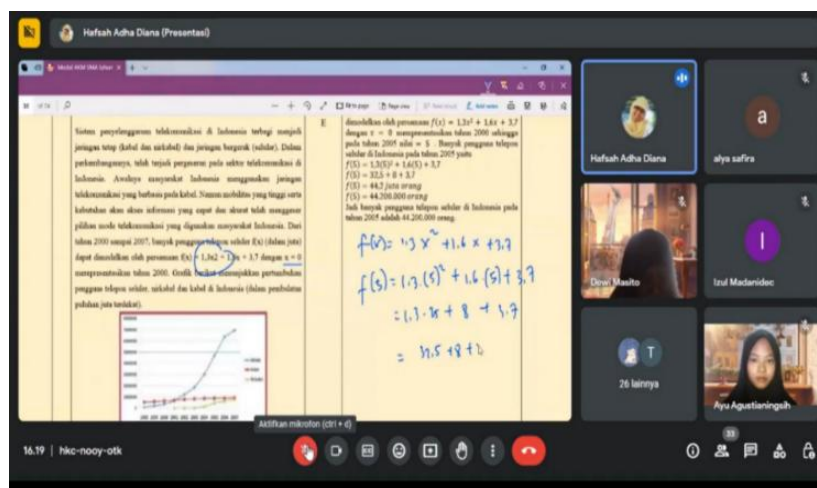 Hafsah Adha Diana (Presentasi)
Sistem penyelenggaraan telekomunikasi di Indonesia terbagi menjadi
jaringan tetap (kabel dan nirkabel) dan jaringan bergerak (seluler). Dalam
perkembangannya, telah terjadi pergeseran pada sektor telekomunikasi di
Indonesia. Awalnya masyarakat Indonesia menggunakan jaringan
telekomunikasi yang berbasis pada kabel. Namun mobilitas yang tinggi serta
kebutuhan akan akses informasi yang cepat dan akurat telah menggeser
pilihan mode telekomunikasi yang digunakan masyarakat Indonesia. Dari
tahun 2000 sampai 2007, banyak pengguna telepon seluler f(x) (dalam juta)
dapat dimodelkan oleh persamaan f(x) = 1,3x2 + 1,6x + 3,7 dengan x = 0
merepresentasikan tahun 2000. Grafik berikut menunjukkan pertumbuhan
pengguna telepon seluler, nirkabel dan kabel di Indonesia (dalam pembulatan
puluhan juta terdekat).
E
dimodelkan oleh persamaan f(x) = 1,3x² + 1,6x + 3,7
dengan x = 0 merepresentasikan tahun 2000 sehingga
pada tahun 2005 nilai = 5 . Banyak pengguna telepon
seluler di Indonesia pada tahun 2005 yaitu
f(5) = 1,3(5)² + 1,6(5) + 3,7
f(5) = 32,5 + 8 + 3,7
f(5) = 44,2 juta orang
f(5) = 44.200.000 orang
Jadi banyak pengguna telepon seluler di Indonesia pada
tahun 2005 adalah 44.200.000 orang.
f(x) = 1.3 x² + 1.6 x + 3,7
f(5) = 1.3.(5)² + 1.6 (5) + 3.7
= 1.3.25 + 8 + 3.7
= 32.5 + 8 + 3
Hafsah Adha Diana
a
alya safira
Dewi Masito
I
Izul Madanidec
T
26 lainnya
Ayu Agustianingsih
Aktifkan mikrofon (ctrl + d)
16.19 | hkc-nooy-otk
33